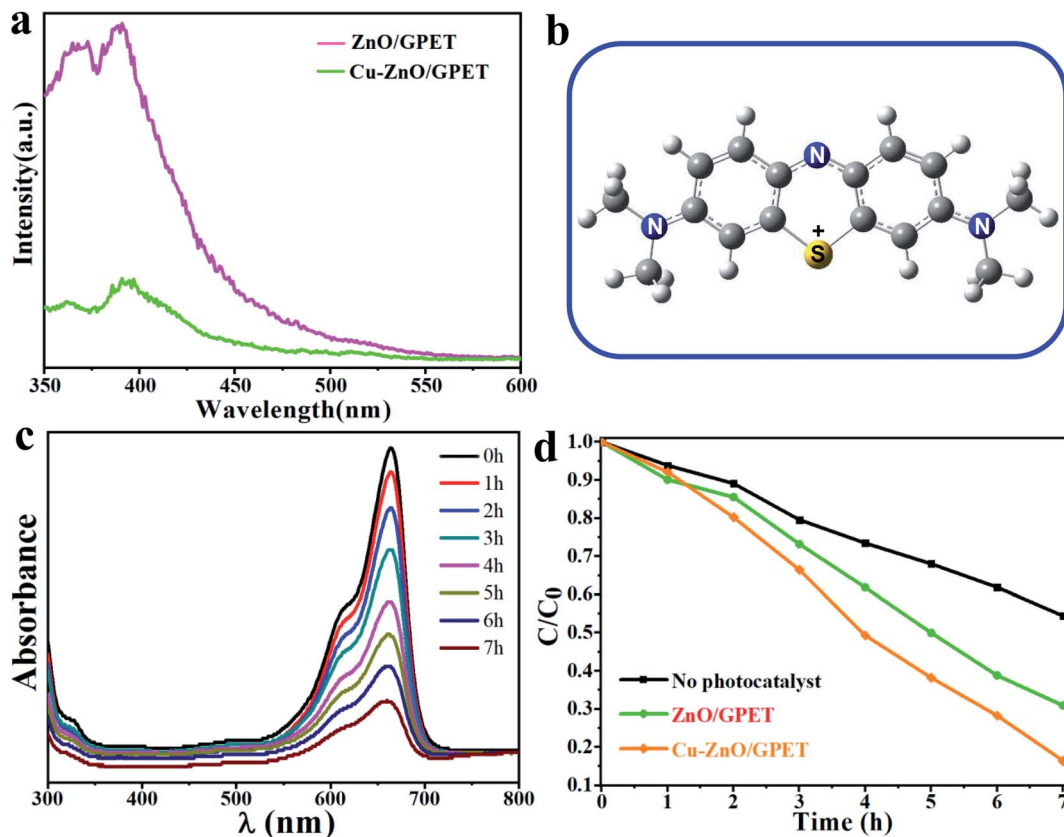 a
ZnO/GPET
Cu-ZnO/GPET
Intensity(a.u.)
350 400 450 500 550 600
Wavelength(nm)
b
N
N
N
+
S
c
0h
1h
2h
3h
4h
5h
6h
7h
Absorbance
300 400 500 600 700 800
λ (nm)
d
1.0
0.9
0.8
0.7
0.6
0.5
0.4
0.3
0.2
0.1
C/C0
No photocatalyst
ZnO/GPET
Cu-ZnO/GPET
0 1 2 3 4 5 6 7
Time (h)